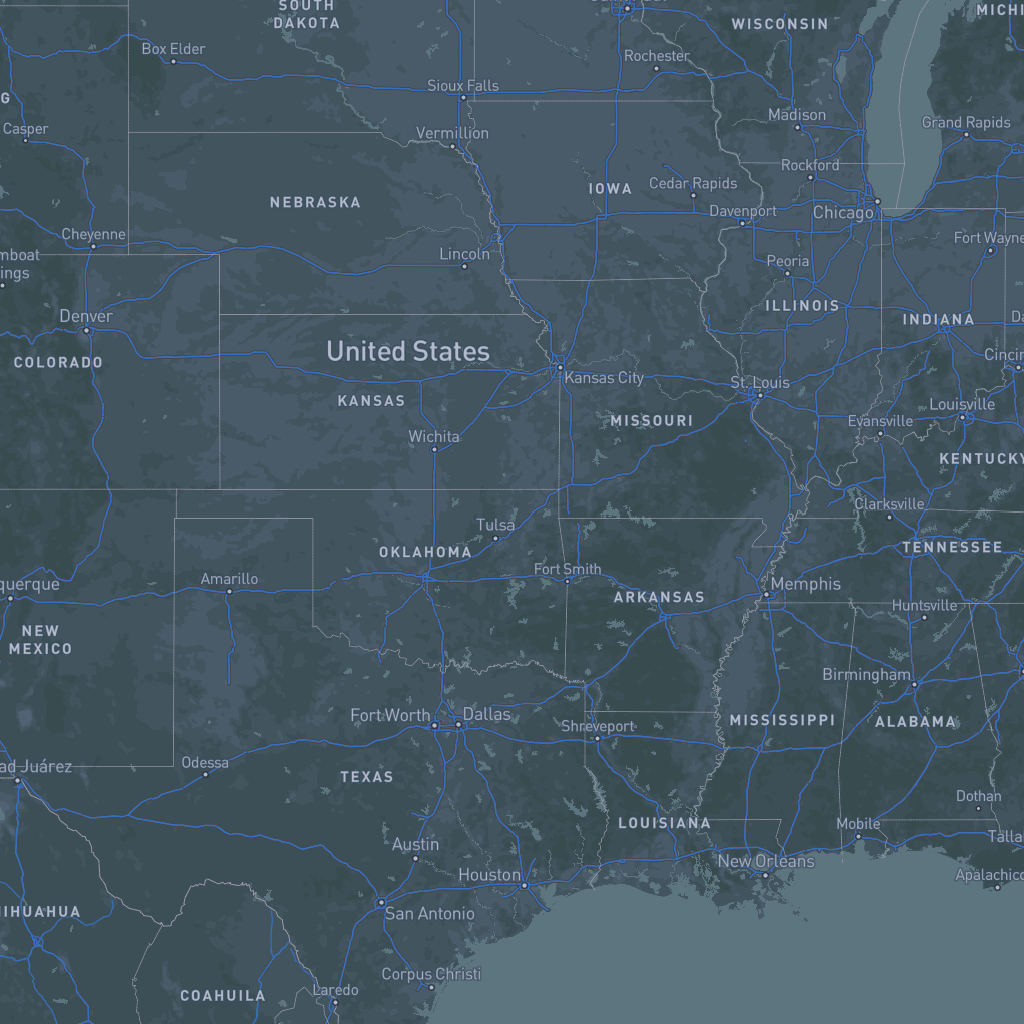 SOUTH
DAKOTA
WISCONSIN
Box Elder
Rochester
Sioux Falls
Casper
Madison
Grand Rapids
Vermillion
Rockford
NEBRASKA
IOWA
Cedar Rapids
Davenport
Chicago
Cheyenne
Fort Wayne
Lincoln
Peoria
ILLINOIS
INDIANA
Denver
COLORADO
United States
Kansas City
St. Louis
KANSAS
MISSOURI
Evansville
Louisville
Wichita
KENTUCKY
Clarksville
Tulsa
OKLAHOMA
TENNESSEE
Fort Smith
Amarillo
ARKANSAS
Memphis
querque
Huntsville
NEW
MEXICO
Birmingham
Fort Worth
Dallas
Shreveport
MISSISSIPPI
ALABAMA
ad Juárez
Odessa
TEXAS
Dothan
LOUISIANA
Mobile
Talla
Austin
New Orleans
Houston
Apalachico
IHUAHUA
San Antonio
Corpus Christi
COAHUILA
Laredo